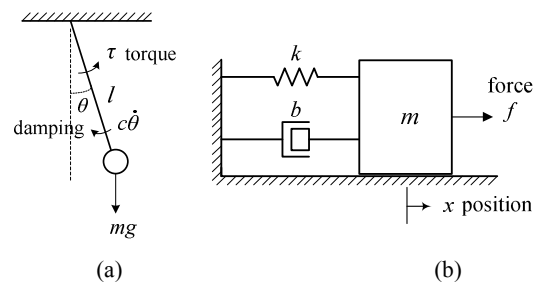 τ torque
l
θ
damping
cθ̇
mg
(a)
k
b
m
force
f
x position
(b)